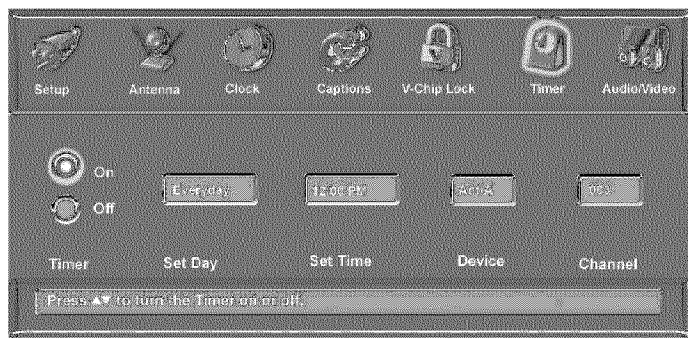 Setup Antenna Clock Captions V-Chip Lock Timer Audio/Video
On
Everyday 12:00 PM Ant-A 003
Off
Timer Set Day Set Time Device Channel
Press ▲▼ to turn the Timer on or off.